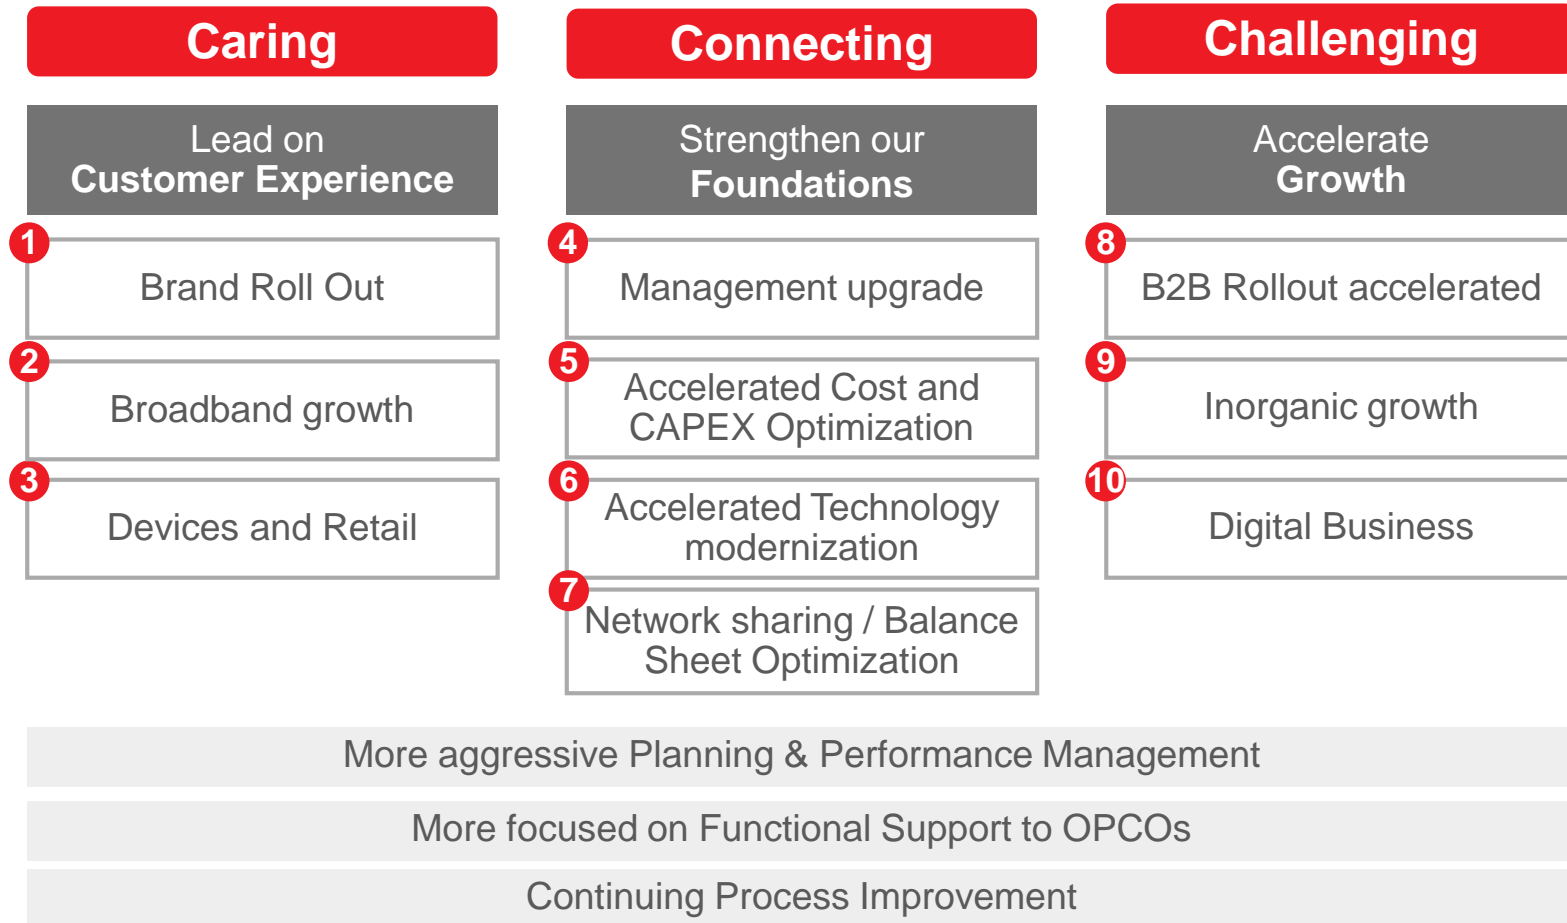 Caring
Lead on
Customer Experience
1
Brand Roll Out
2
Broadband growth
3
Devices and Retail
Connecting
Strengthen our
Foundations
4
Management upgrade
5
Accelerated Cost and
CAPEX Optimization
6
Accelerated Technology
modernization
7
Network sharing / Balance
Sheet Optimization
Challenging
Accelerate
Growth
8
B2B Rollout accelerated
9
Inorganic growth
10
Digital Business
More aggressive Planning & Performance Management
More focused on Functional Support to OPCOs
Continuing Process Improvement